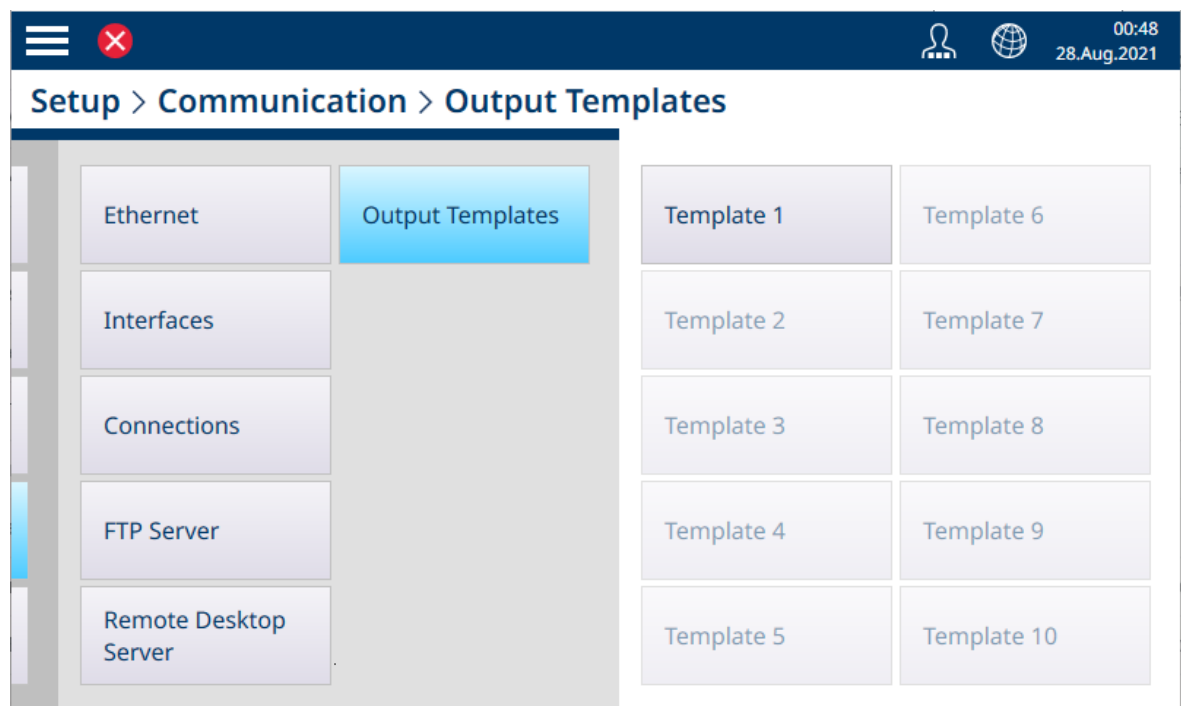 00:48
28.Aug.2021
Setup > Communication > Output Templates
Ethernet
Output Templates
Template 1
Template 6
Interfaces
Template 2
Template 7
Connections
Template 3
Template 8
FTP Server
Template 4
Template 9
Remote Desktop
Server
Template 5
Template 10